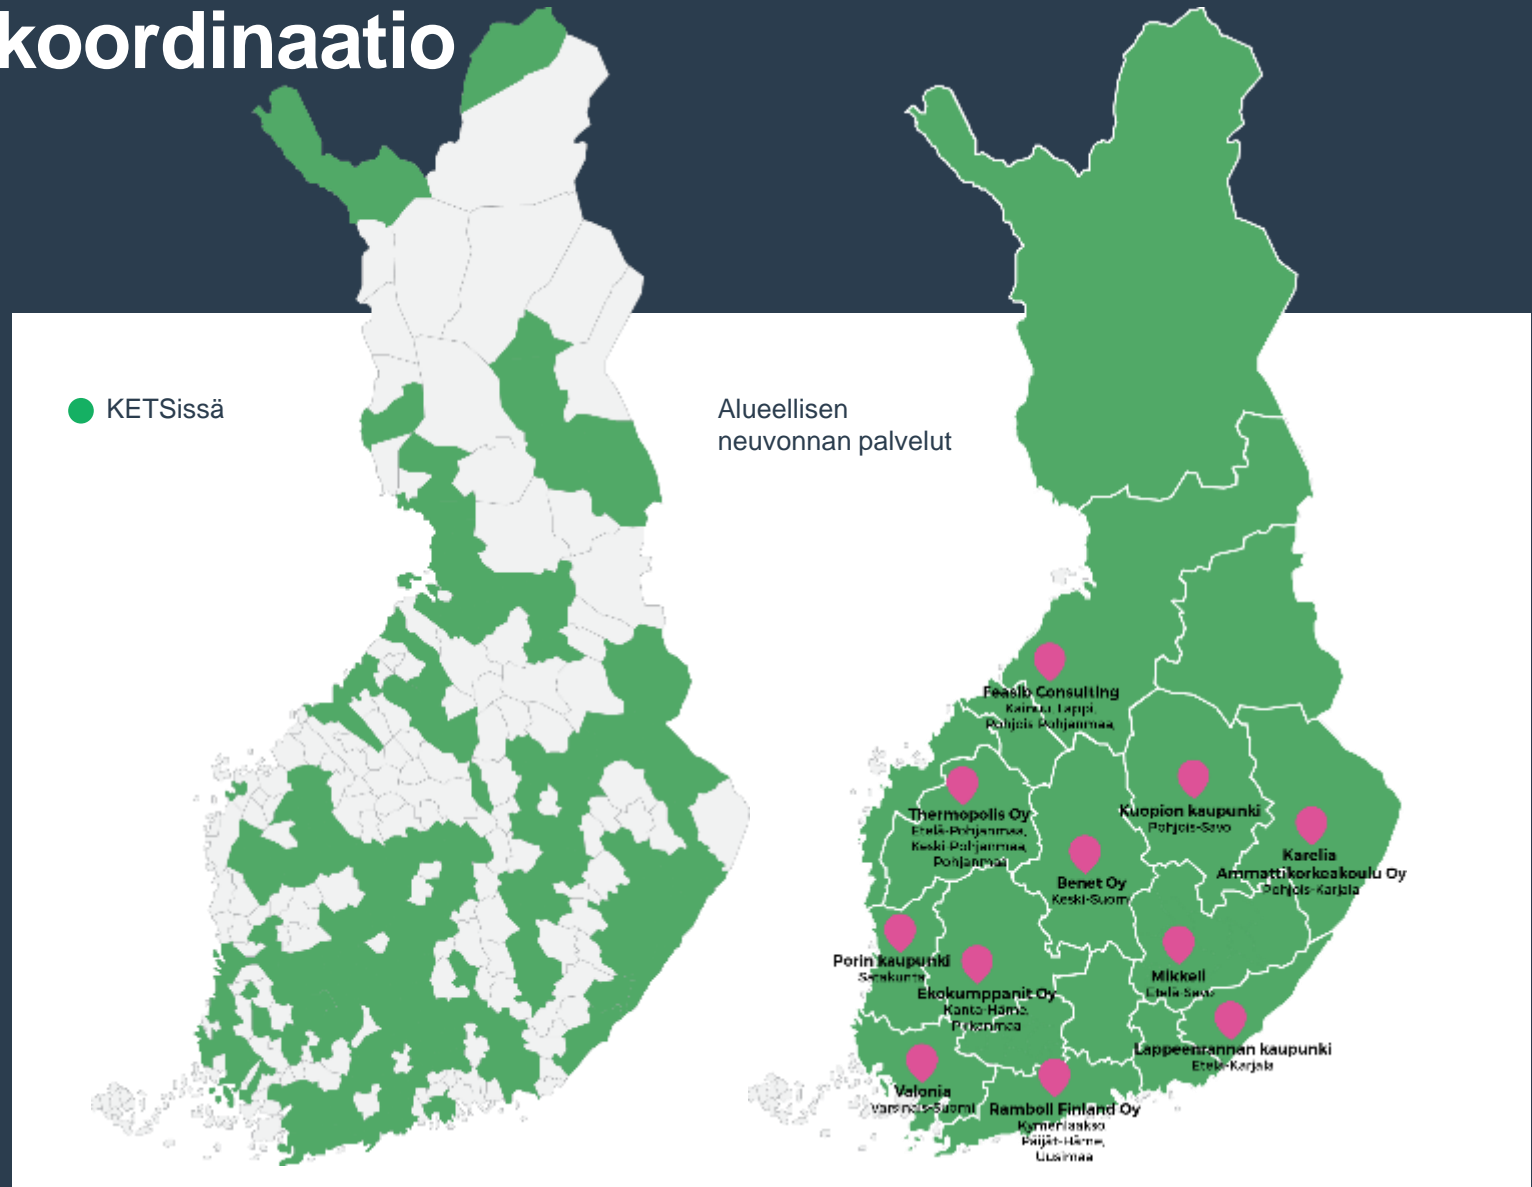 koordinaatio
KETSissä
Alueellisen
neuvonnan palvelut
Feasib Consulting
Kainuu, Lappi,
Pohjois-Pohjanmaa,
Thermopolis Oy
Etelä-Pohjanmaa,
Keski-Pohjanmaa,
Pohjanmaa
Kuopion kaupunki
Pohjois-Savo
Karelia
Ammattikorkeakoulu Oy
Pohjois-Karjala
Benet Oy
Keski-Suomi
Porin kaupunki
Satakunta
Ekokumppanit Oy
Kanta-Häme,
Pirkanmaa
Mikkeli
Etelä-Savo
Lappeenrannan kaupunki
Etelä-Karjala
Valonia
Varsinais-Suomi
Ramboll Finland Oy
Kymenlaakso
Päijät-Häme,
Uusimaa